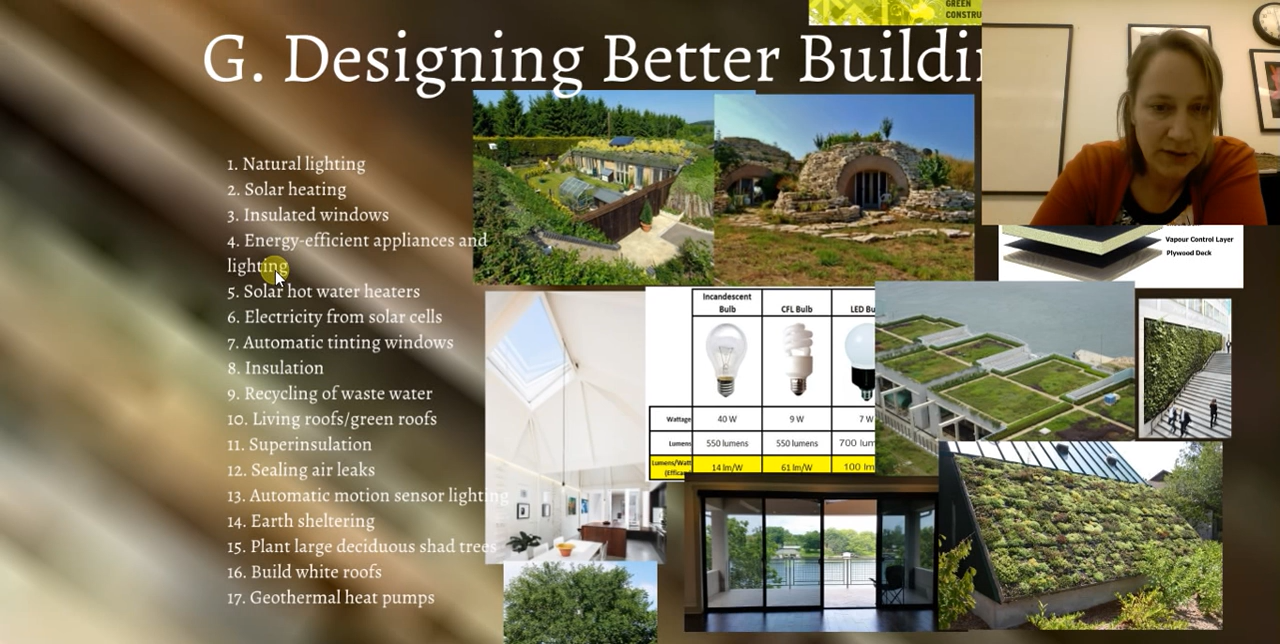 GREEN
CONSTRU
G. Designing Better Buildin
1. Natural lighting
2. Solar heating
3. Insulated windows
4. Energy-efficient appliances and
lighting
5. Solar hot water heaters
6. Electricity from solar cells
7. Automatic tinting windows
8. Insulation
9. Recycling of waste water
10. Living roofs/green roofs
11. Superinsulation
12. Sealing air leaks
13. Automatic motion sensor lighting
14. Earth sheltering
15. Plant large deciduous shad trees
16. Build white roofs
17. Geothermal heat pumps
Vapour Control Layer
Plywood Deck
Incandescent Bulb CFL Bulb LED Bu
Wattage 40 W 9 W 7 W
Lumens 550 lumens 550 lumens 700 lum
Lumens/Watt 14 lm/W 61 lm/W 100 lm
(Efficac